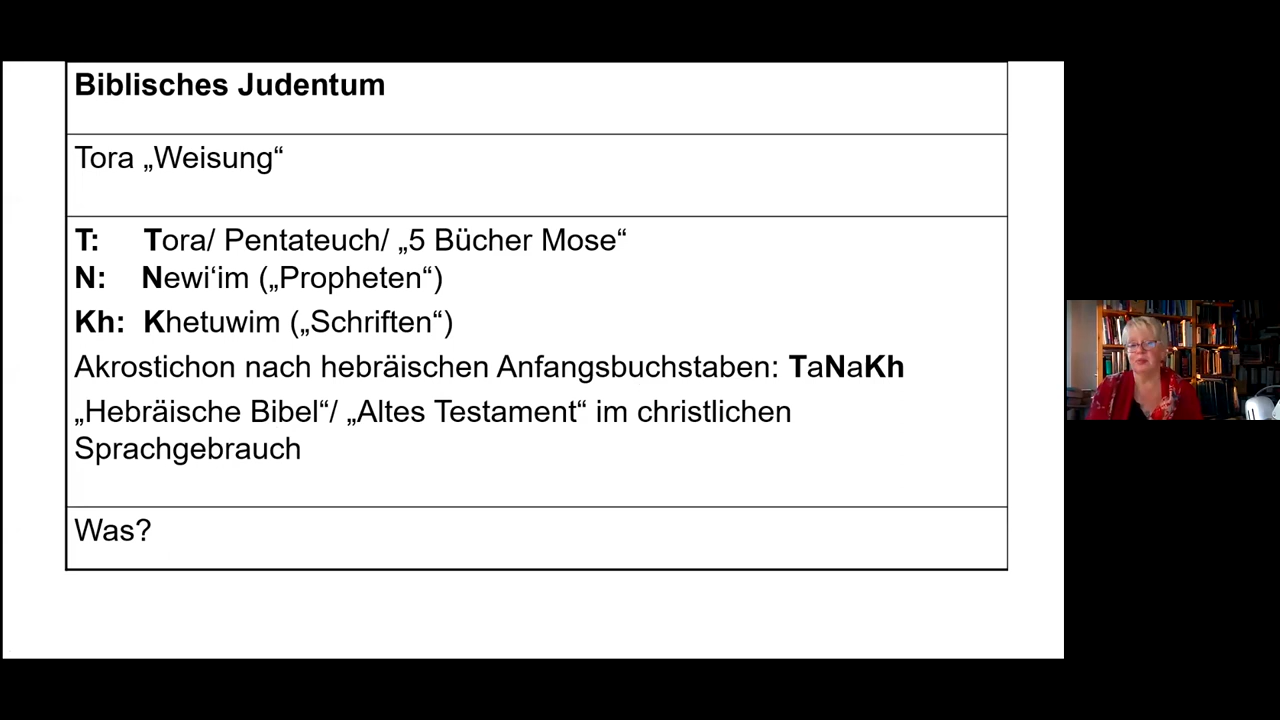 Biblisches Judentum
Tora „Weisung“
T: Tora/ Pentateuch/ „5 Bücher Mose“
N: Newi‘im („Propheten“)
Kh: Khetuwim („Schriften“)
Akrostichon nach hebräischen Anfangsbuchstaben: TaNaKh
„Hebräische Bibel“/ „Altes Testament“ im christlichen
Sprachgebrauch
Was?